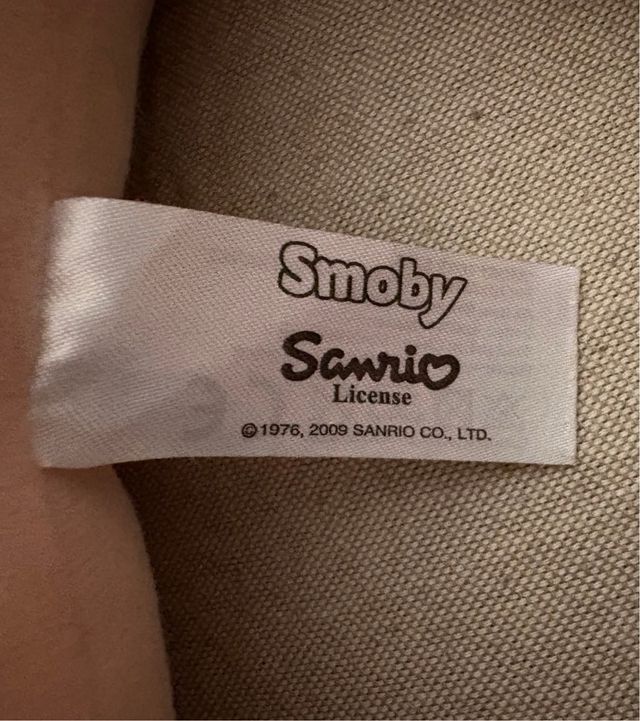 Smoby
Sanrio
License
©1976, 2009 SANRIO CO., LTD.